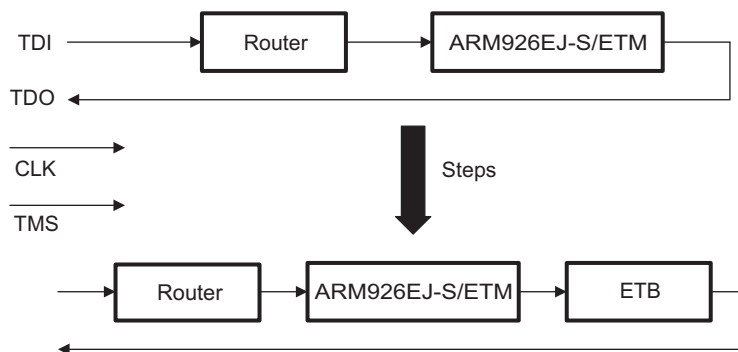 TDI
Router
ARM926EJ-S/ETM
TDO
CLK
Steps
TMS
Router
ARM926EJ-S/ETM
ETB